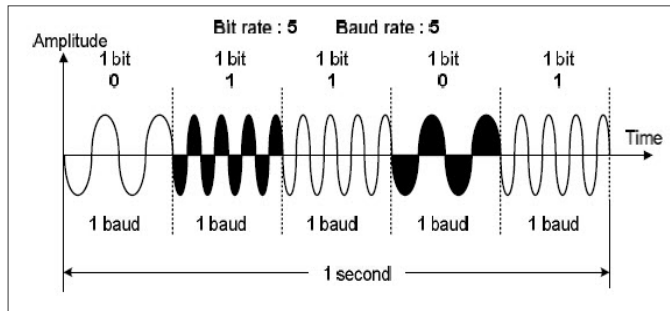 Bit rate : 5 Baud rate : 5
Amplitude
1 bit 1 bit 1 bit 1 bit 1 bit
0 1 1 0 1
Time
1 baud 1 baud 1 baud 1 baud 1 baud
1 second